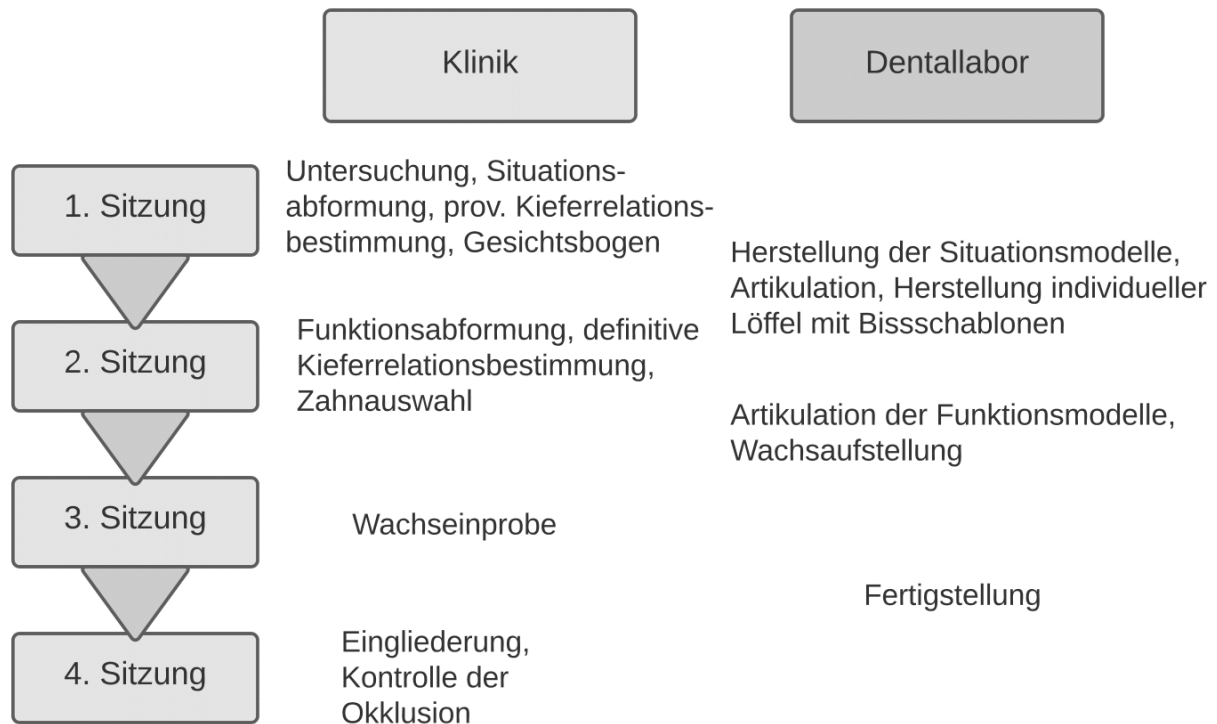 Klinik
Dentallabor
1. Sitzung
Untersuchung, Situations-
abformung, prov. Kieferrelations-
bestimmung, Gesichtsbogen
Herstellung der Situationsmodelle,
Artikulation, Herstellung individueller
Löffel mit Bissschablonen
2. Sitzung
Funktionsabformung, definitive
Kieferrelationsbestimmung,
Zahnauswahl
Artikulation der Funktionsmodelle,
Wachsaufstellung
3. Sitzung
Wachseinprobe
Fertigstellung
4. Sitzung
Eingliederung,
Kontrolle der
Okklusion